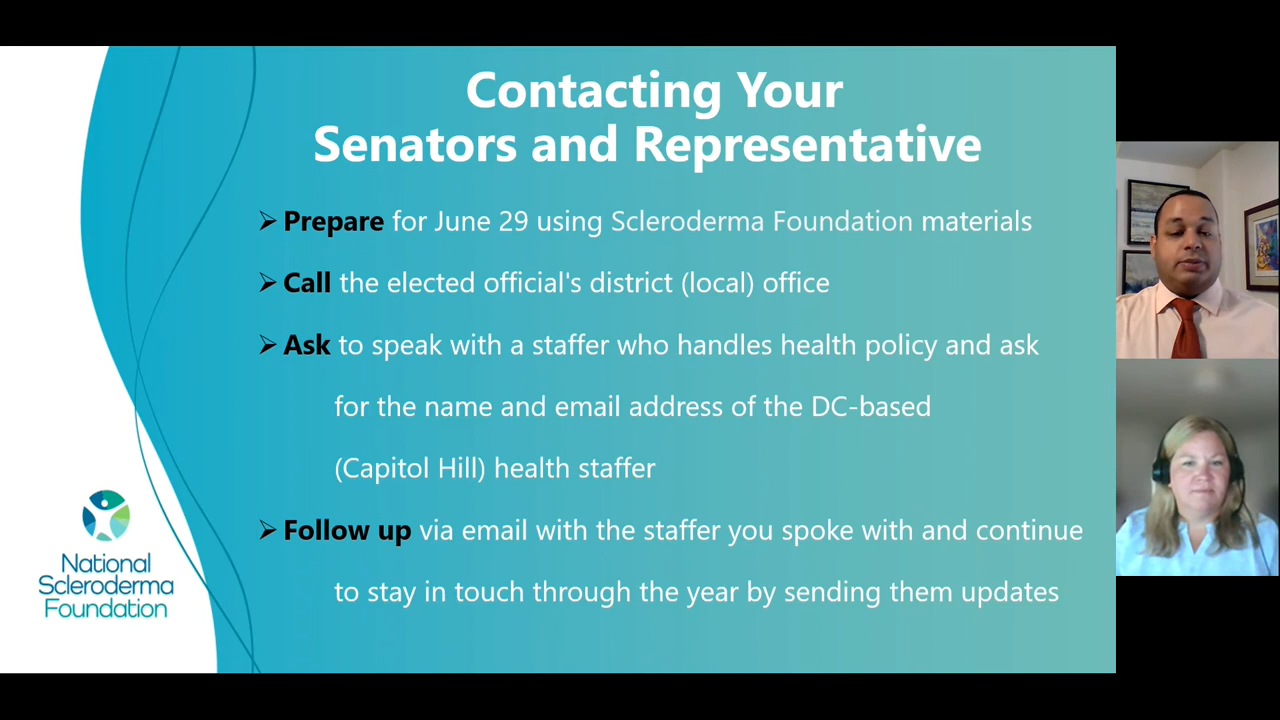 Contacting Your
Senators and Representative
➢ Prepare for June 29 using Scleroderma Foundation materials
➢ Call the elected official's district (local) office
➢ Ask to speak with a staffer who handles health policy and ask
for the name and email address of the DC-based
(Capitol Hill) health staffer
➢ Follow up via email with the staffer you spoke with and continue
to stay in touch through the year by sending them updates
National
Scleroderma
Foundation